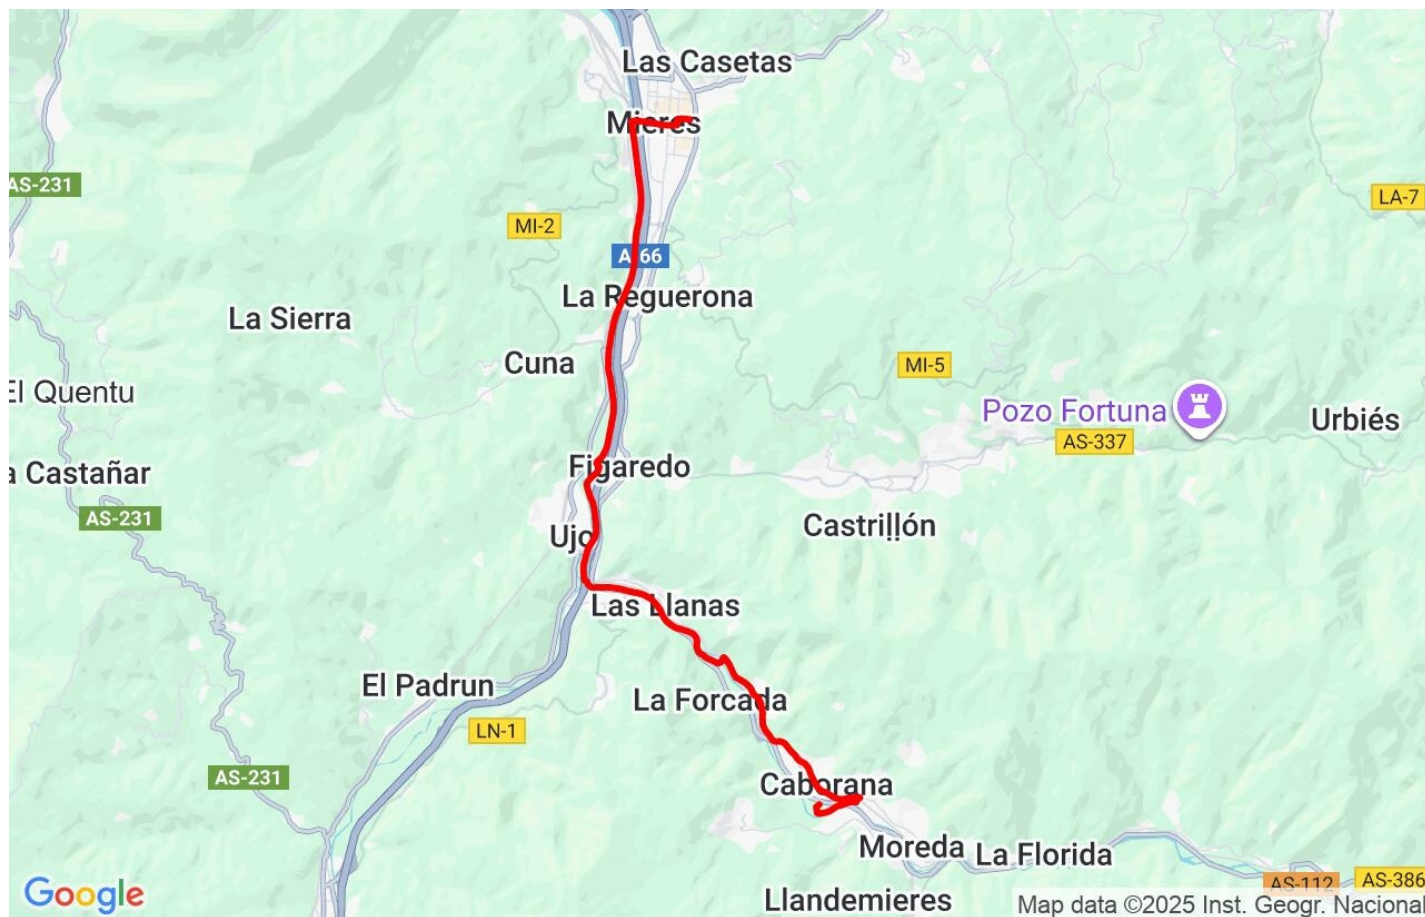 Las Casetas
Mieres
AS-231
LA-7
MI-2
A-66
La Reguerona
La Sierra
Cuna
MI-5
El Quentu
Pozo Fortuna
Urbiés
AS-337
Figaredo
a Castañar
AS-231
Ujo
Castriḷḷón
Las Llanas
El Padrun
La Forcada
LN-1
AS-231
Caborana
Moreda
La Florida
AS-112
AS-386
Google
Llandemieres
Map data ©2025 Inst. Geogr. Nacional